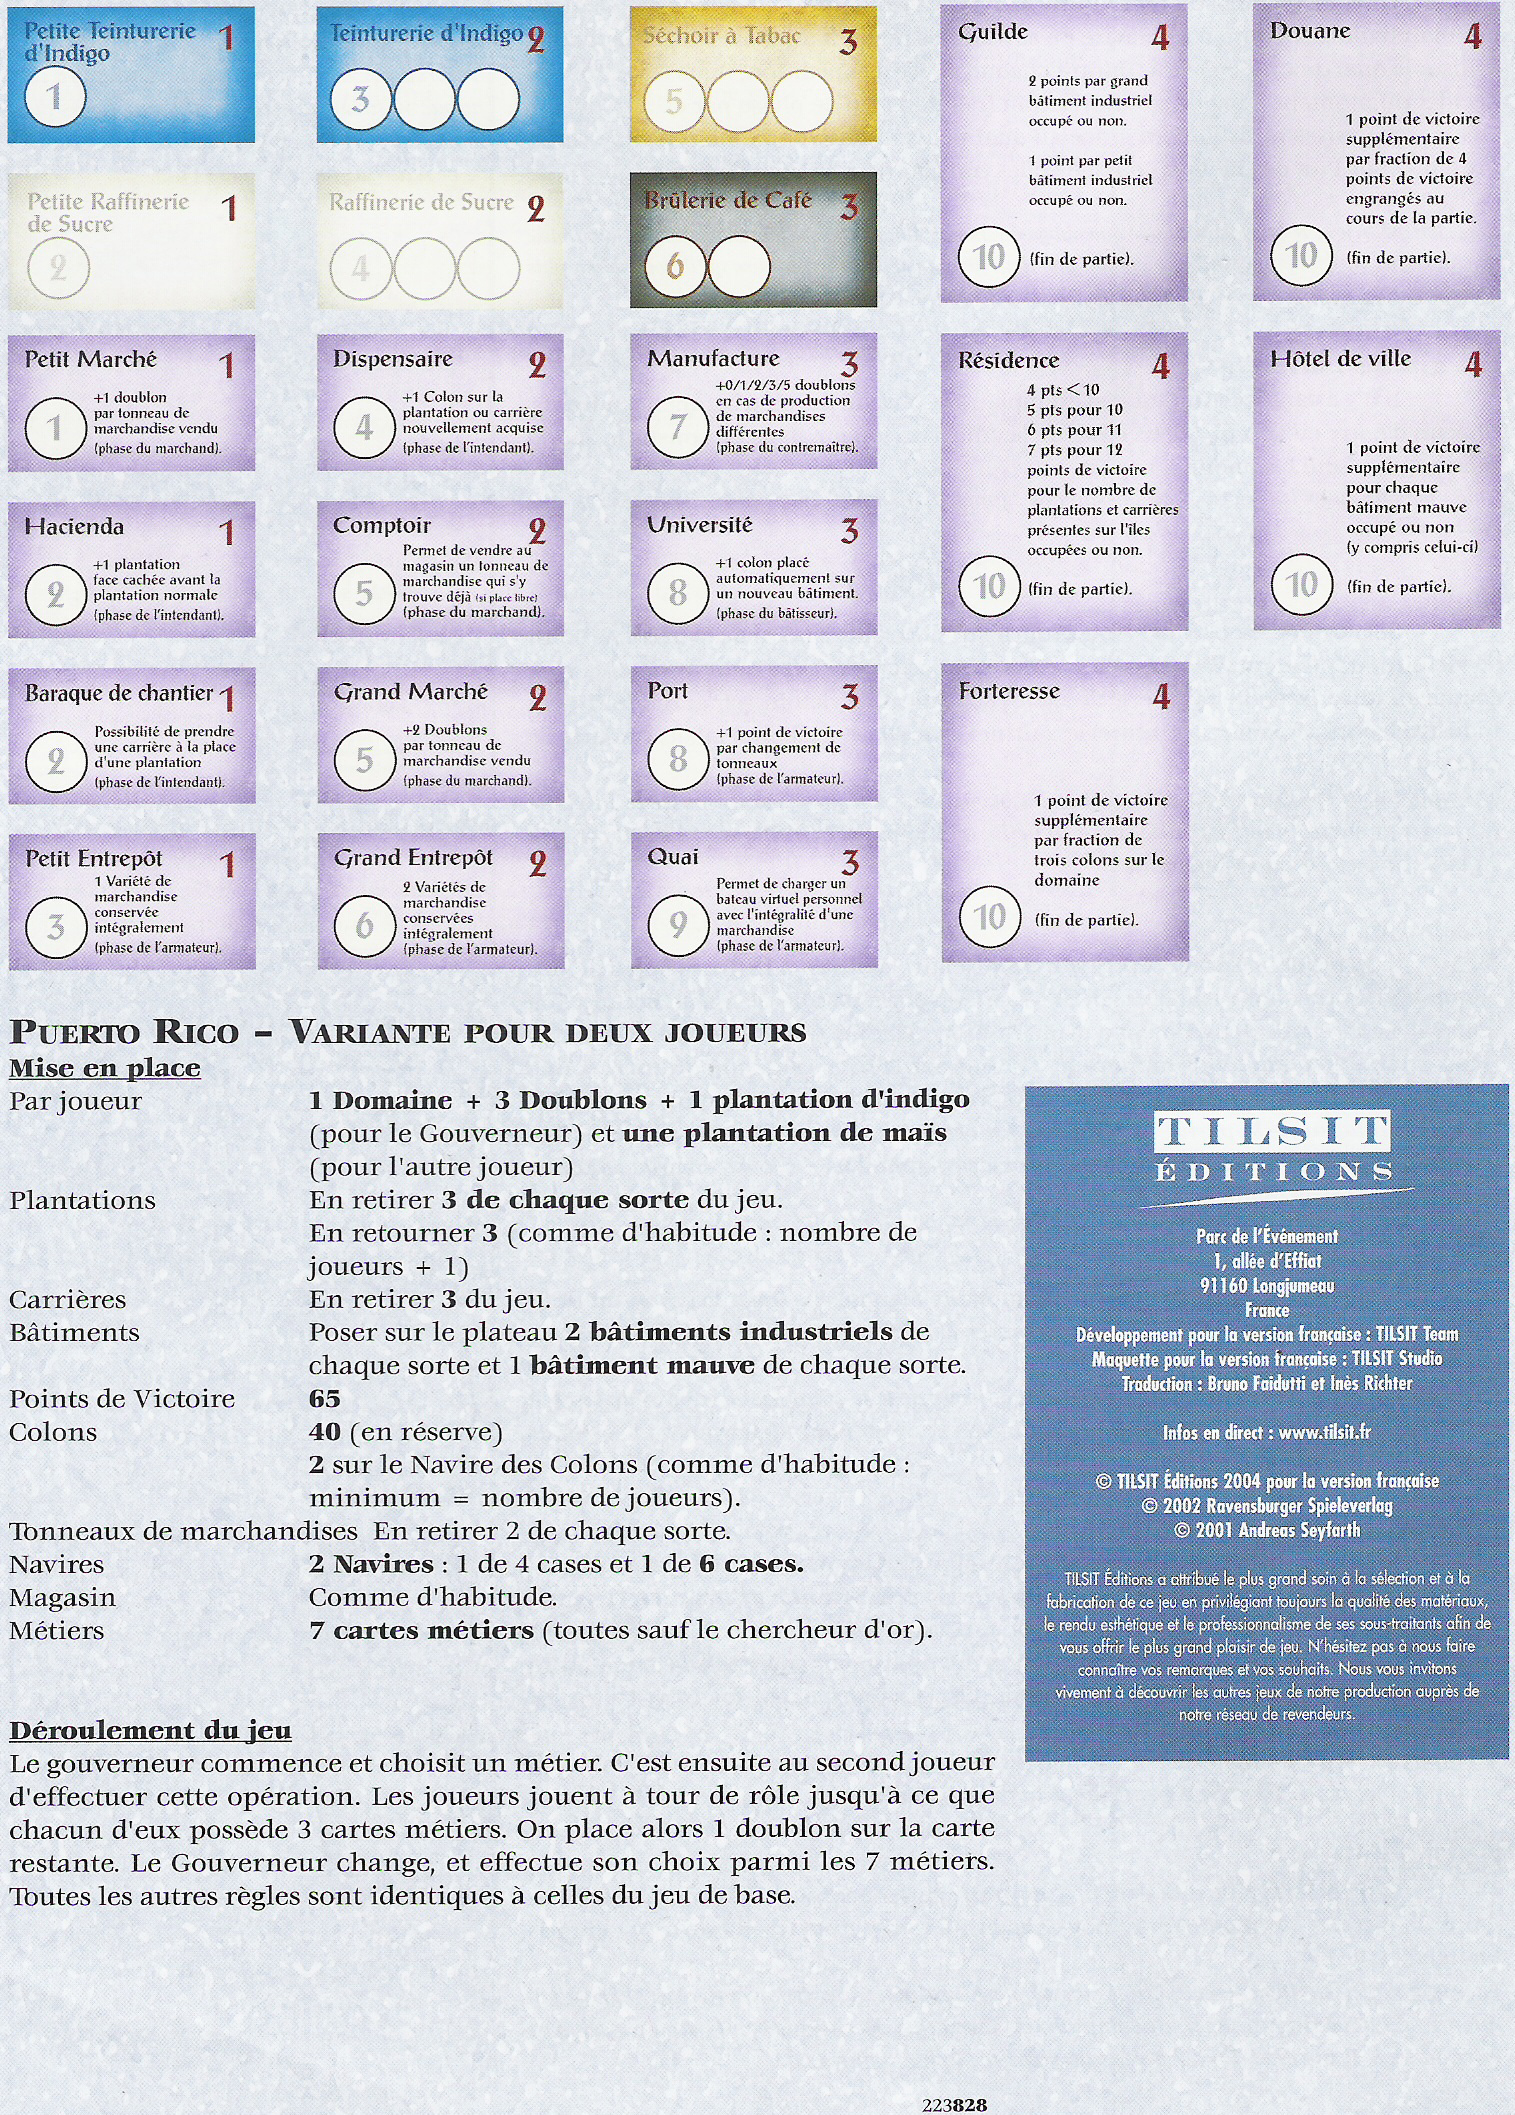 Petite Teinturerie
d'Indigo
1
1
Teinturerie d'Indigo
2
3
Séchoir à Tabac
3
5
Guilde
4
2 points par grand
bâtiment industriel
occupé ou non.
1 point par petit
bâtiment industriel
occupé ou non.
10
(fin de partie).
Douane
4
1 point de victoire
supplémentaire
par fraction de 4
points de victoire
engrangés au
cours de la partie.
10
(fin de partie).
Petite Raffinerie
de Sucre
1
2
Raffinerie de Sucre
2
4
Brûlerie de Café
3
6
Petit Marché
1
+1 doublon
par tonneau de
marchandise vendu
(phase du marchand).
1
Dispensaire
2
+1 Colon sur la
plantation ou carrière
nouvellement acquise
(phase de l'intendant).
4
Manufacture
3
+0/1/2/3/5 doublons
en cas de production
de marchandises
différentes
(phase du contremaître).
7
Résidence
4
4 pts < 10
5 pts pour 10
6 pts pour 11
7 pts pour 12
points de victoire
pour le nombre de
plantations et carrières
présentes sur l'îles
occupées ou non.
10
(fin de partie).
Hôtel de ville
4
1 point de victoire
supplémentaire
pour chaque
bâtiment mauve
occupé ou non
(y compris celui-ci)
10
(fin de partie).
Hacienda
1
+1 plantation
face cachée avant la
plantation normale
(phase de l'intendant).
2
Comptoir
2
Permet de vendre au
magasin un tonneau de
marchandise qui s'y
trouve déjà (si place libre)
(phase du marchand).
5
Université
3
+1 colon placé
automatiquement sur
un nouveau bâtiment.
(phase du bâtisseur).
8
Baraque de chantier
1
Possibilité de prendre
une carrière à la place
d'une plantation
(phase de l'intendant).
2
Grand Marché
2
+2 Doublons
par tonneau de
marchandise vendu
(phase du marchand).
5
Port
3
+1 point de victoire
par changement de
tonneaux
(phase de l'armateur).
8
Forteresse
4
1 point de victoire
supplémentaire
par fraction de
trois colons sur le
domaine
10
(fin de partie).
Petit Entrepôt
1
1 Variété de
marchandise
conservée
intégralement
(phase de l'armateur).
3
Grand Entrepôt
2
2 Variétés de
marchandise
conservées
intégralement
(phase de l'armateur).
6
Quai
3
Permet de charger un
bateau virtuel personnel
avec l'intégralité d'une
marchandise
(phase de l'armateur).
9
PUERTO RICO – VARIANTE POUR DEUX JOUEURS
Mise en place
Par joueur 1 Domaine + 3 Doublons + 1 plantation d'indigo
(pour le Gouverneur) et une plantation de maïs
(pour l'autre joueur)
Plantations En retirer 3 de chaque sorte du jeu.
En retourner 3 (comme d'habitude : nombre de
joueurs + 1)
Carrières En retirer 3 du jeu.
Bâtiments Poser sur le plateau 2 bâtiments industriels de
chaque sorte et 1 bâtiment mauve de chaque sorte.
Points de Victoire 65
Colons 40 (en réserve)
2 sur le Navire des Colons (comme d'habitude :
minimum = nombre de joueurs).
Tonneaux de marchandises En retirer 2 de chaque sorte.
Navires 2 Navires : 1 de 4 cases et 1 de 6 cases.
Magasin Comme d'habitude.
Métiers 7 cartes métiers (toutes sauf le chercheur d'or).
Déroulement du jeu
Le gouverneur commence et choisit un métier. C'est ensuite au second joueur
d'effectuer cette opération. Les joueurs jouent à tour de rôle jusqu'à ce que
chacun d'eux possède 3 cartes métiers. On place alors 1 doublon sur la carte
restante. Le Gouverneur change, et effectue son choix parmi les 7 métiers.
Toutes les autres règles sont identiques à celles du jeu de base.
TILSIT
ÉDITIONS
Parc de l'Événement
1, allée d'Effiat
91160 Longjumeau
France
Développement pour la version française : TILSIT Team
Maquette pour la version française : TILSIT Studio
Traduction : Bruno Faidutti et Inès Richter
Infos en direct : www.tilsit.fr
© TILSIT Éditions 2004 pour la version française
© 2002 Ravensburger Spieleverlag
© 2001 Andreas Seyfarth
TILSIT Éditions a attribué le plus grand soin à la sélection et à la
fabrication de ce jeu en privilégiant toujours la qualité des matériaux,
le rendu esthétique et le professionnalisme de ses sous-traitants afin de
vous offrir le plus grand plaisir de jeu. N'hésitez pas à nous faire
connaître vos remarques et vos souhaits. Nous vous invitons
vivement à découvrir les autres jeux de notre production auprès de
notre réseau de revendeurs.
223828